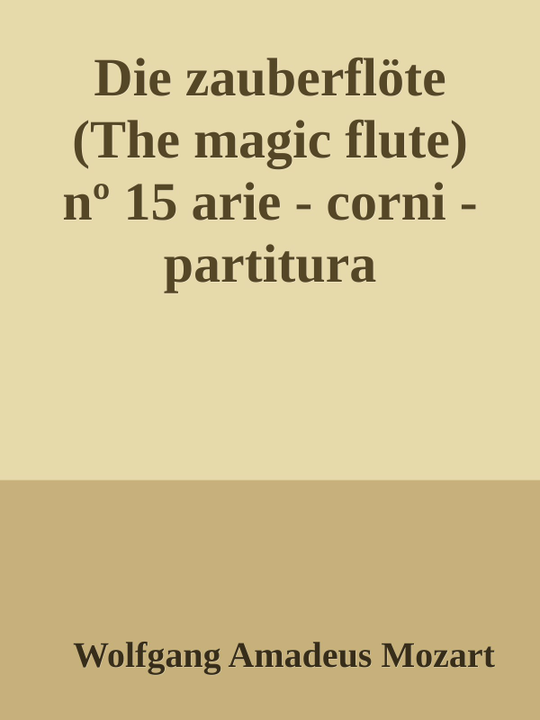 Die zauberflöte
(The magic flute)
nº 15 arie - corni -
partitura
Wolfgang Amadeus Mozart